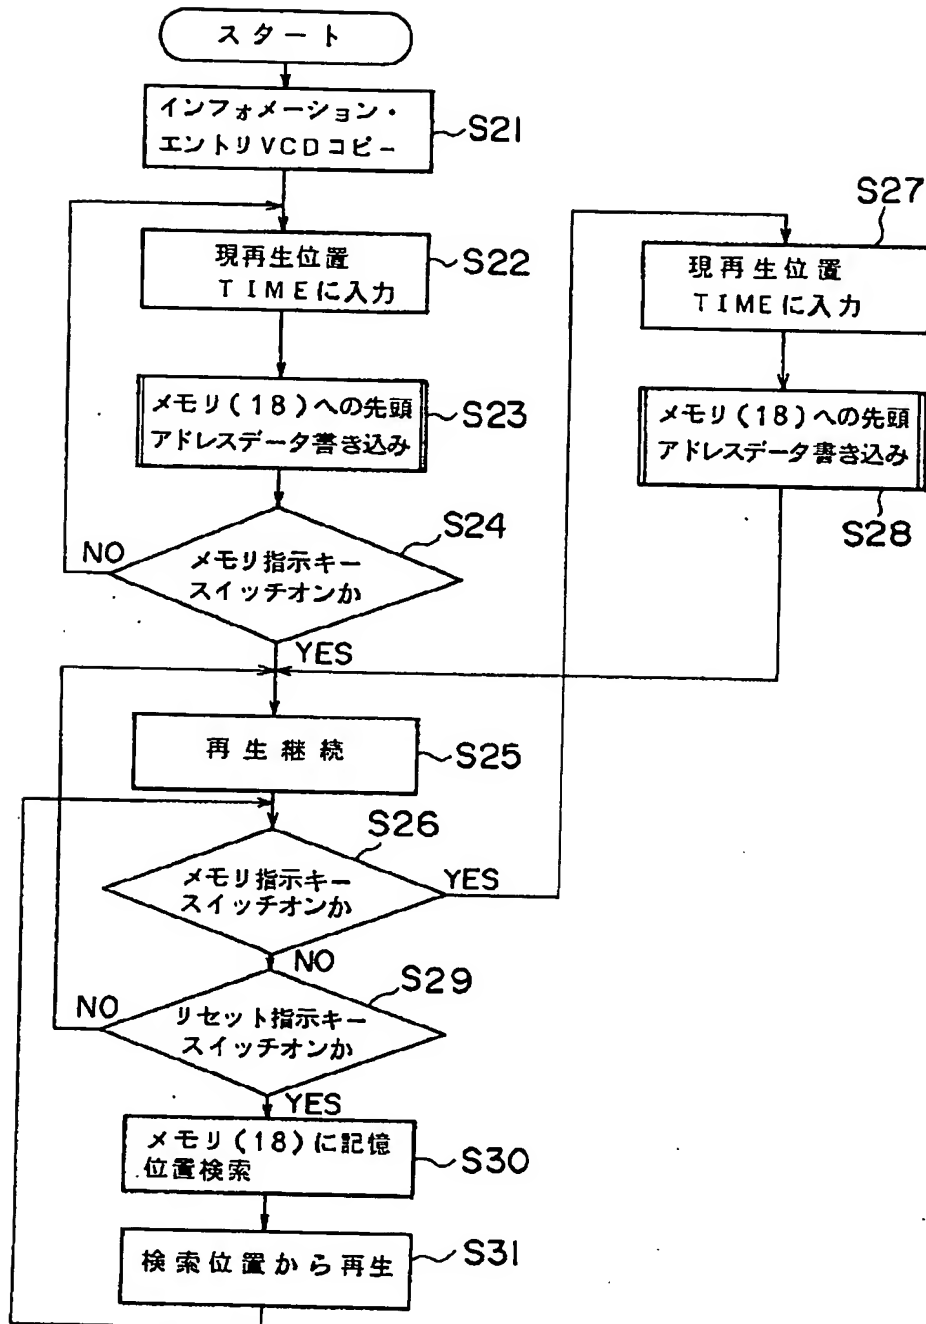 スタート
インフォメーション・
エントリVCDコピー
S21
現再生位置
TIMEに入力
S22
メモリ(18)への先頭
アドレスデータ書き込み
S23
S24
NO
メモリ指示キー
スイッチオンか
YES
S27
現再生位置
TIMEに入力
メモリ(18)への先頭
アドレスデータ書き込み
S28
再生継続
S25
S26
メモリ指示キー
スイッチオンか
YES
NO
S29
NO
リセット指示キー
スイッチオンか
YES
メモリ(18)に記憶
位置検索
S30
検索位置から再生
S31